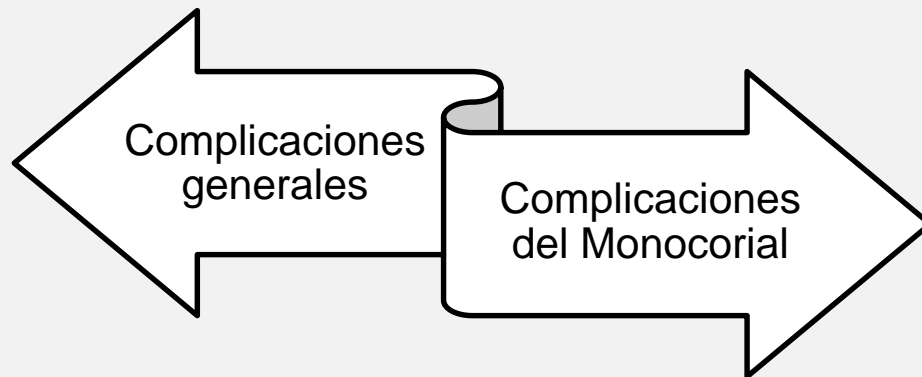 Complicaciones
generales
Complicaciones
del Monocorial